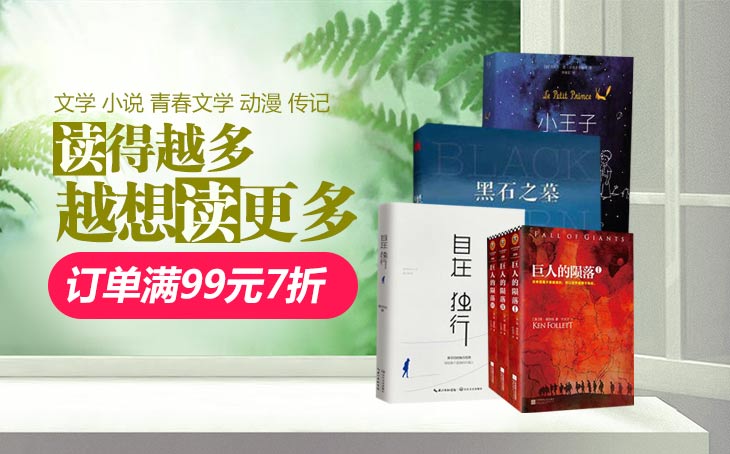 文学 小说 青春文学 动漫 传记
读得越多
越想读更多
订单满99元7折
Le Petit Prince
小王子
BLACK
黑石之墓
自在
独行
FALL OF GIANTS
巨人的陨落
KEN FOLLETT
巨人的陨落
巨人的陨落
巨人的陨落